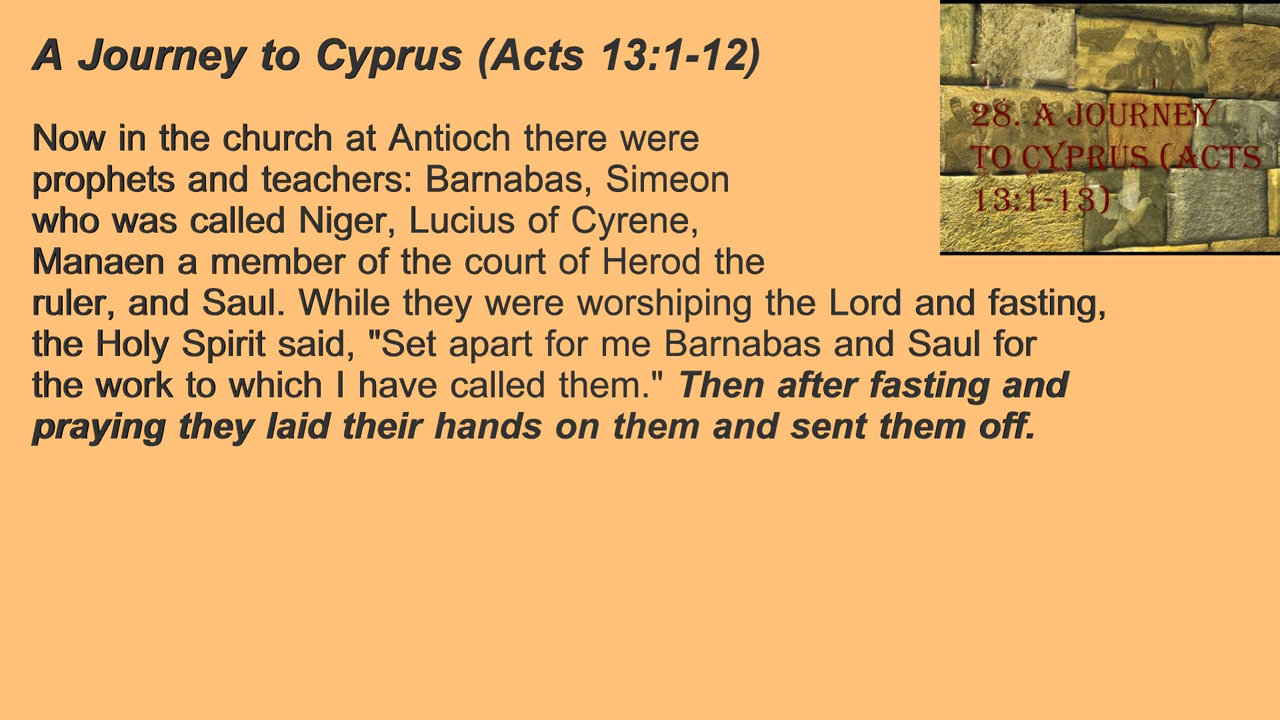 A Journey to Cyprus (Acts 13:1-12)
Now in the church at Antioch there were
prophets and teachers: Barnabas, Simeon
who was called Niger, Lucius of Cyrene,
Manaen a member of the court of Herod the
ruler, and Saul. While they were worshiping the Lord and fasting,
the Holy Spirit said, "Set apart for me Barnabas and Saul for
the work to which I have called them." Then after fasting and
praying they laid their hands on them and sent them off.
28. A JOURNEY
TO CYPRUS (ACTS
13:1-13)